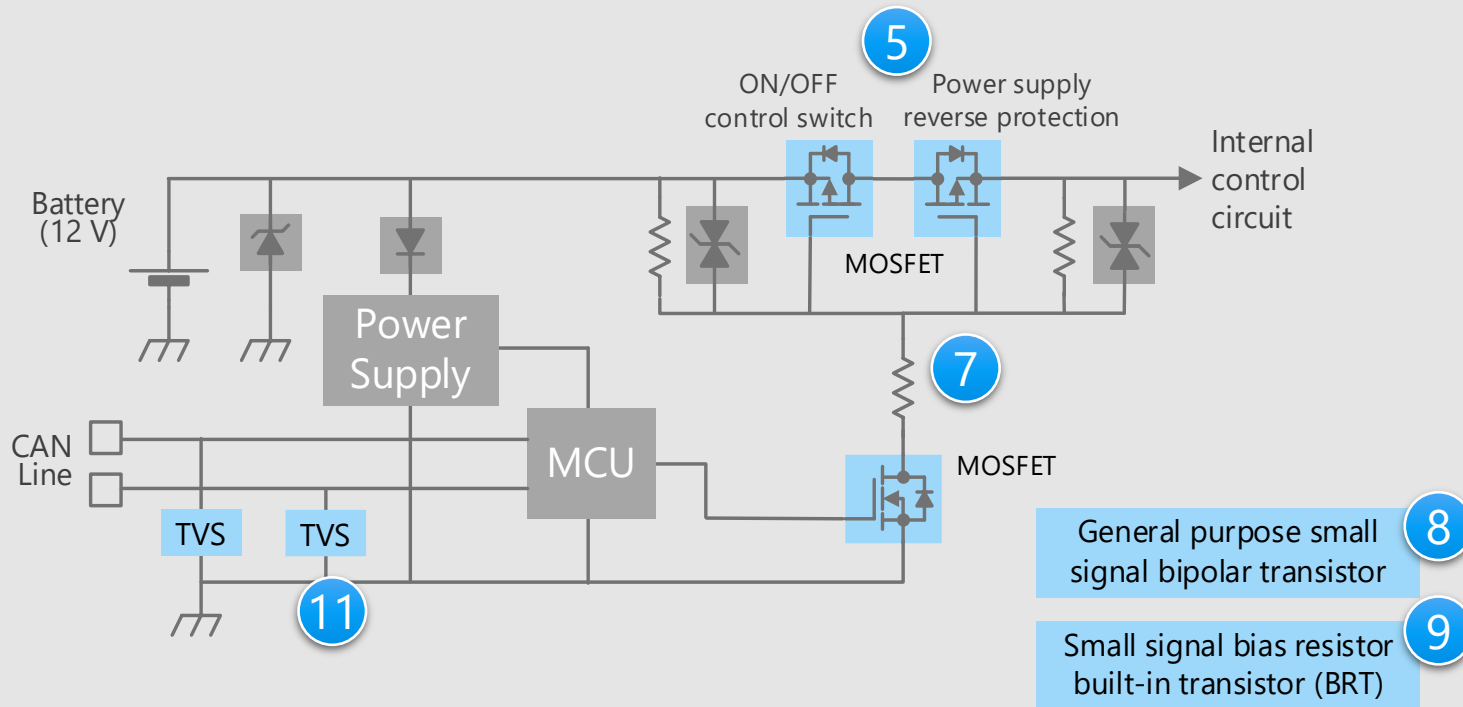 5
ON/OFF
control switch
Power supply
reverse protection
Internal
control
circuit
Battery
(12 V)
MOSFET
Power
Supply
7
CAN
Line
MCU
MOSFET
TVS
TVS
11
General purpose small
signal bipolar transistor
8
Small signal bias resistor
built-in transistor (BRT)
9